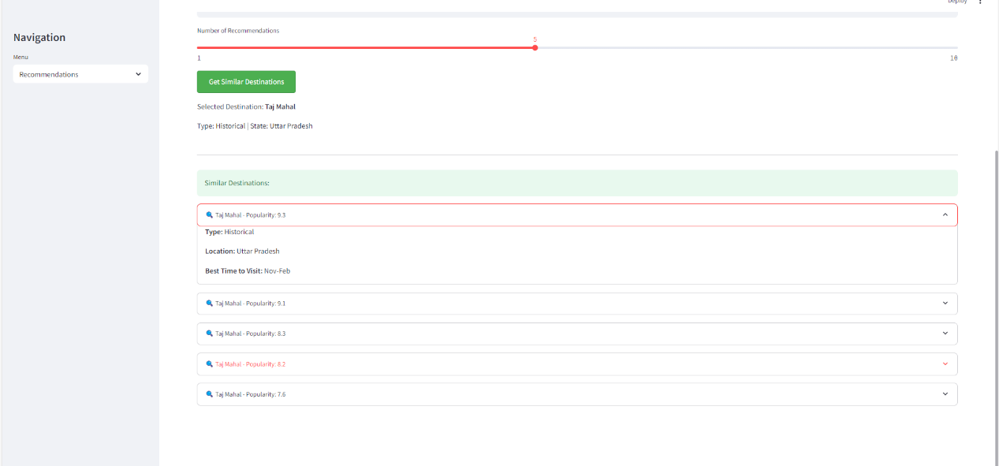 Deploy
Navigation
Menu
Recommendations
Number of Recommendations
5
1
10
Get Similar Destinations
Selected Destination: Taj Mahal
Type: Historical | State: Uttar Pradesh
Similar Destinations:
Taj Mahal - Popularity: 9.3
Type: Historical
Location: Uttar Pradesh
Best Time to Visit: Nov-Feb
Taj Mahal - Popularity: 9.1
Taj Mahal - Popularity: 8.3
Taj Mahal - Popularity: 8.2
Taj Mahal - Popularity: 7.6